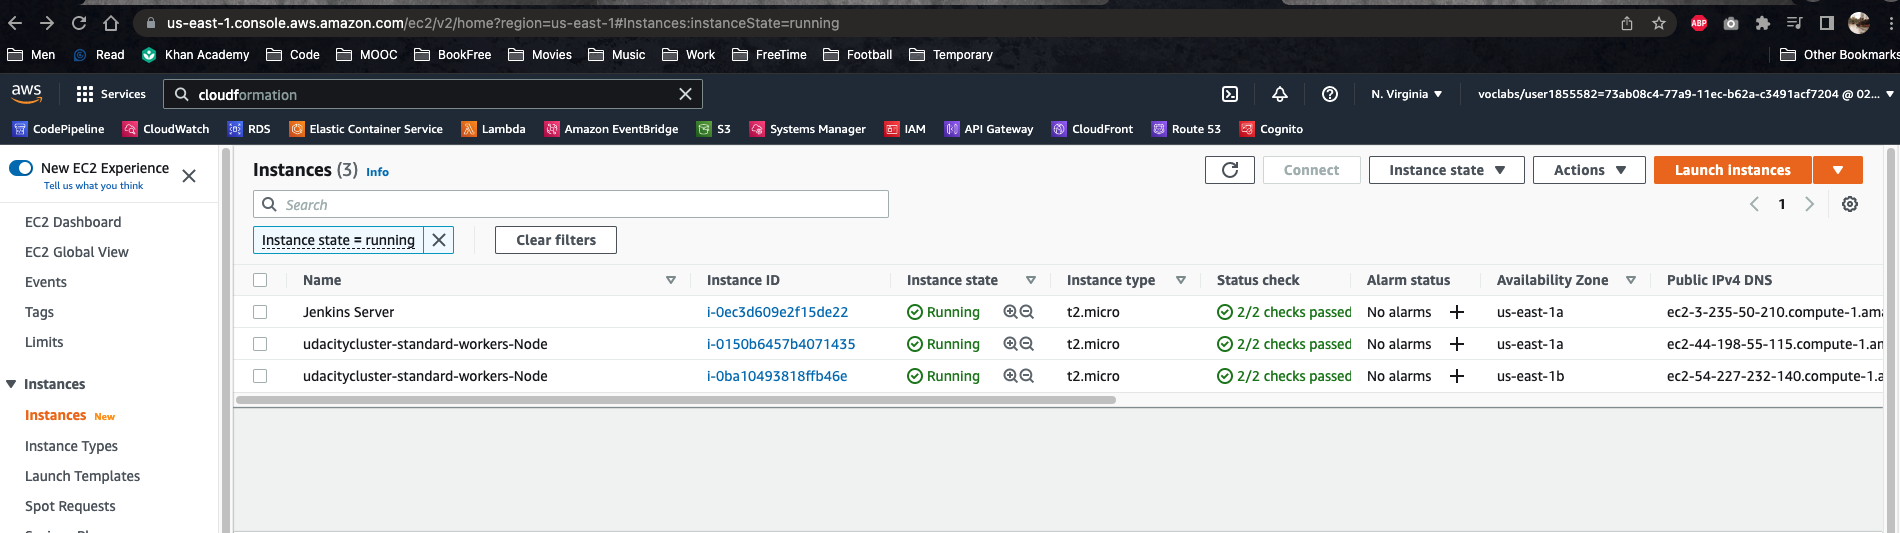 us-east-1.console.aws.amazon.com/ec2/v2/home?region=us-east-1#Instances:instanceState=running
ABP
Men Read Khan Academy Code MOOC BookFree Movies Music Work FreeTime Football Temporary Other Bookmarks
aws Services cloudformation N. Virginia ▼ voclabs/user1855582=73ab08c4-77a9-11ec-b62a-c3491acf7204 @ 02... ▼
CodePipeline CloudWatch RDS Elastic Container Service Lambda Amazon EventBridge S3 Systems Manager IAM API Gateway CloudFront Route 53 Cognito
New EC2 Experience
Tell us what you think
EC2 Dashboard
EC2 Global View
Events
Tags
Limits
Instances
Instances New
Instance Types
Launch Templates
Spot Requests
Instances (3) Info
Connect Instance state Actions Launch instances
Search
1
Instance state = running Clear filters
Name Instance ID Instance state Instance type Status check Alarm status Availability Zone Public IPv4 DNS
Jenkins Server i-0ec3d609e2f15de22 Running t2.micro 2/2 checks passed No alarms + us-east-1a ec2-3-235-50-210.compute-1.ama
udacitycluster-standard-workers-Node i-0150b6457b4071435 Running t2.micro 2/2 checks passed No alarms + us-east-1a ec2-44-198-55-115.compute-1.am
udacitycluster-standard-workers-Node i-0ba10493818ffb46e Running t2.micro 2/2 checks passed No alarms + us-east-1b ec2-54-227-232-140.compute-1.a